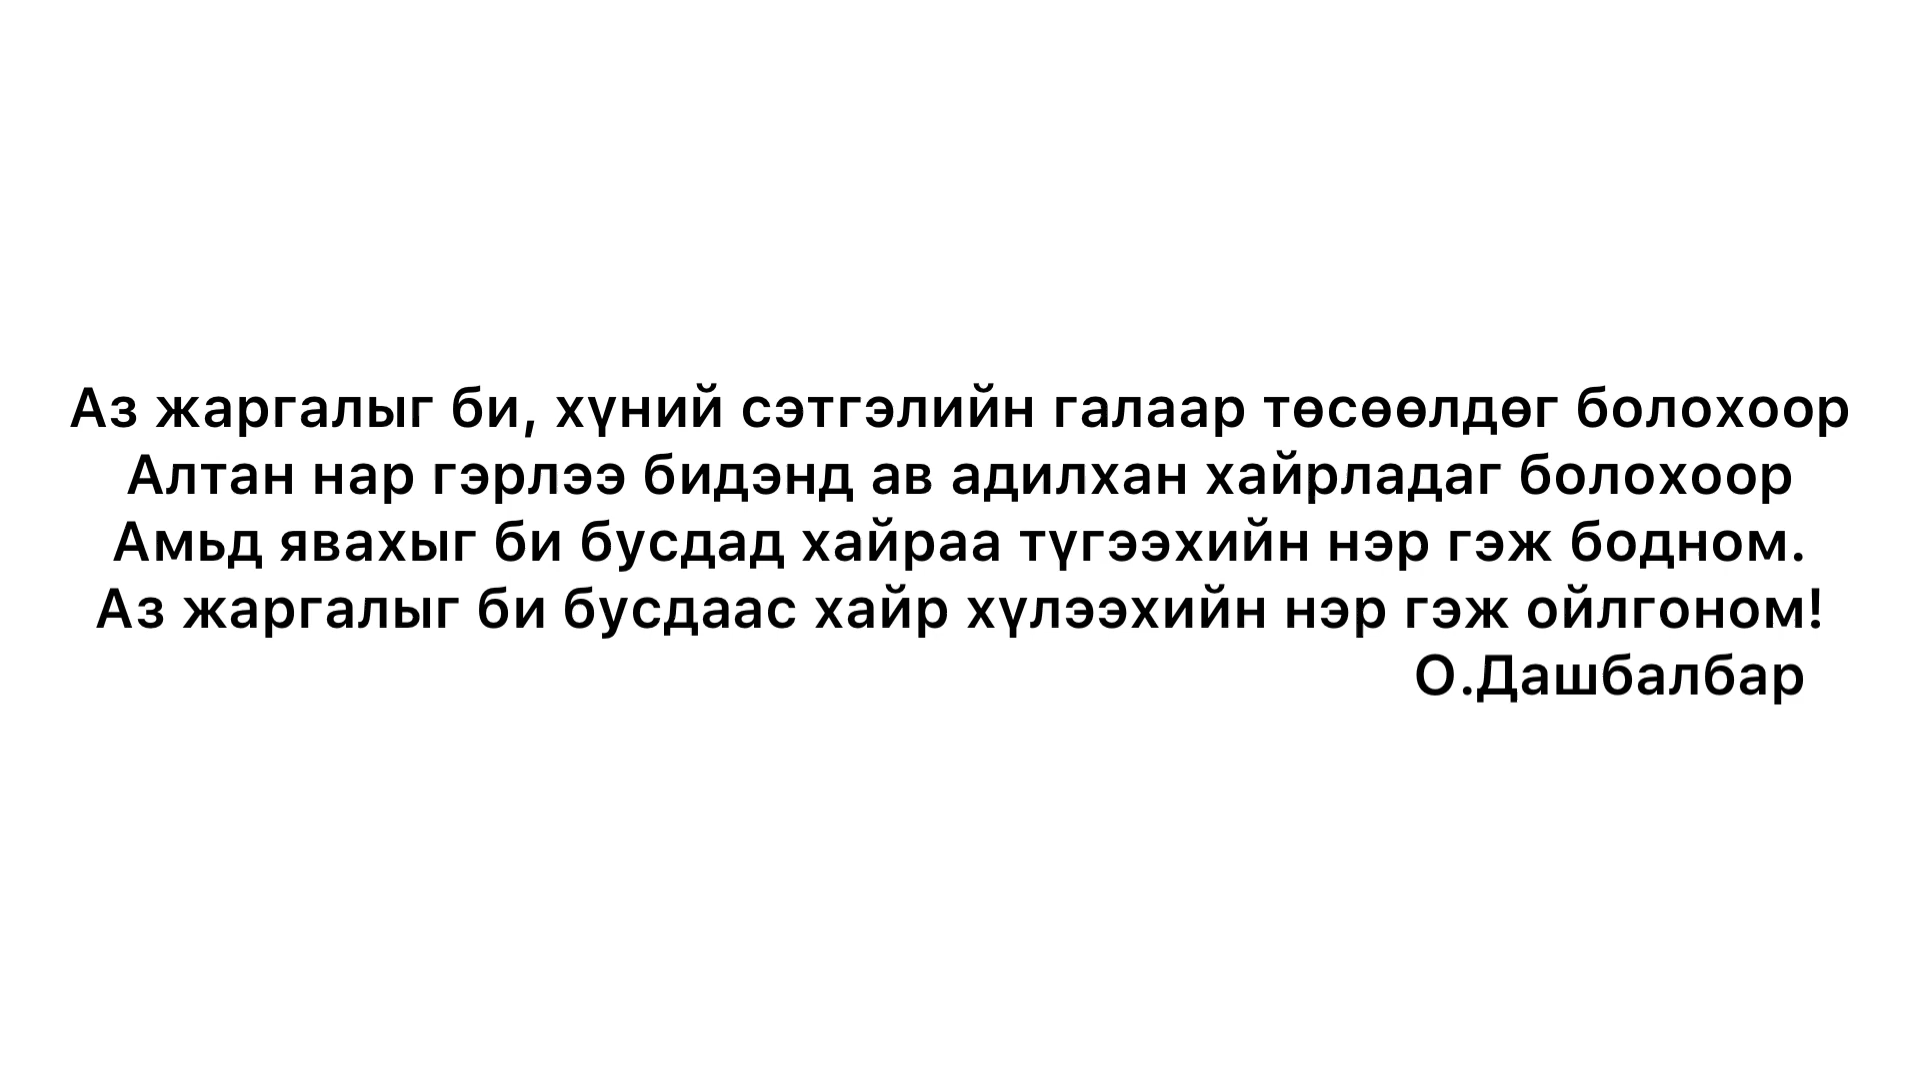 Аз жаргалыг би, хүний сэтгэлийн галаар төсөөлдөг болохоор
Алтан нар гэрлээ бидэнд ав адилхан хайрладаг болохоор
Амьд явахыг би бусдад хайраа түгээхийн нэр гэж бодном.
Аз жаргалыг би бусдаас хайр хүлээхийн нэр гэж ойлгоном!
О.Дашбалбар